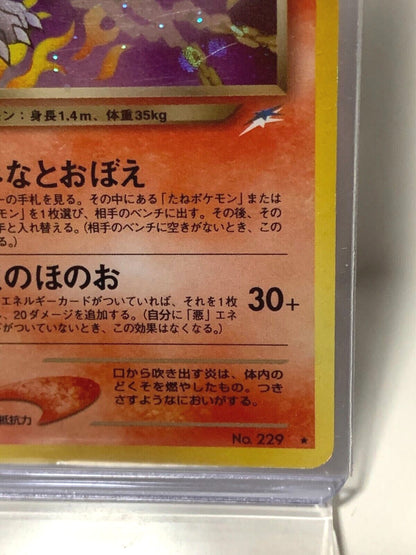 ン：身長1.4m、体重35kg
なとおぼえ
ーの手札を見る。その中にある「たねポケモン」または
モン」を1枚選び、相手のベンチに出す。その後、その
手と入れ替える。（相手のベンチに空きがないとき、この
る。）
のほのお
エネルギーカードがついていれば、それを1枚
、20ダメージを追加する。（自分に「悪」エネ
がついていないとき、この効果はなくなる。）
30+
口から吹き出す炎は、体内の
どくそを燃やしたもの。つき
さすようなにおいがする。
抵抗力
No. 229 ★